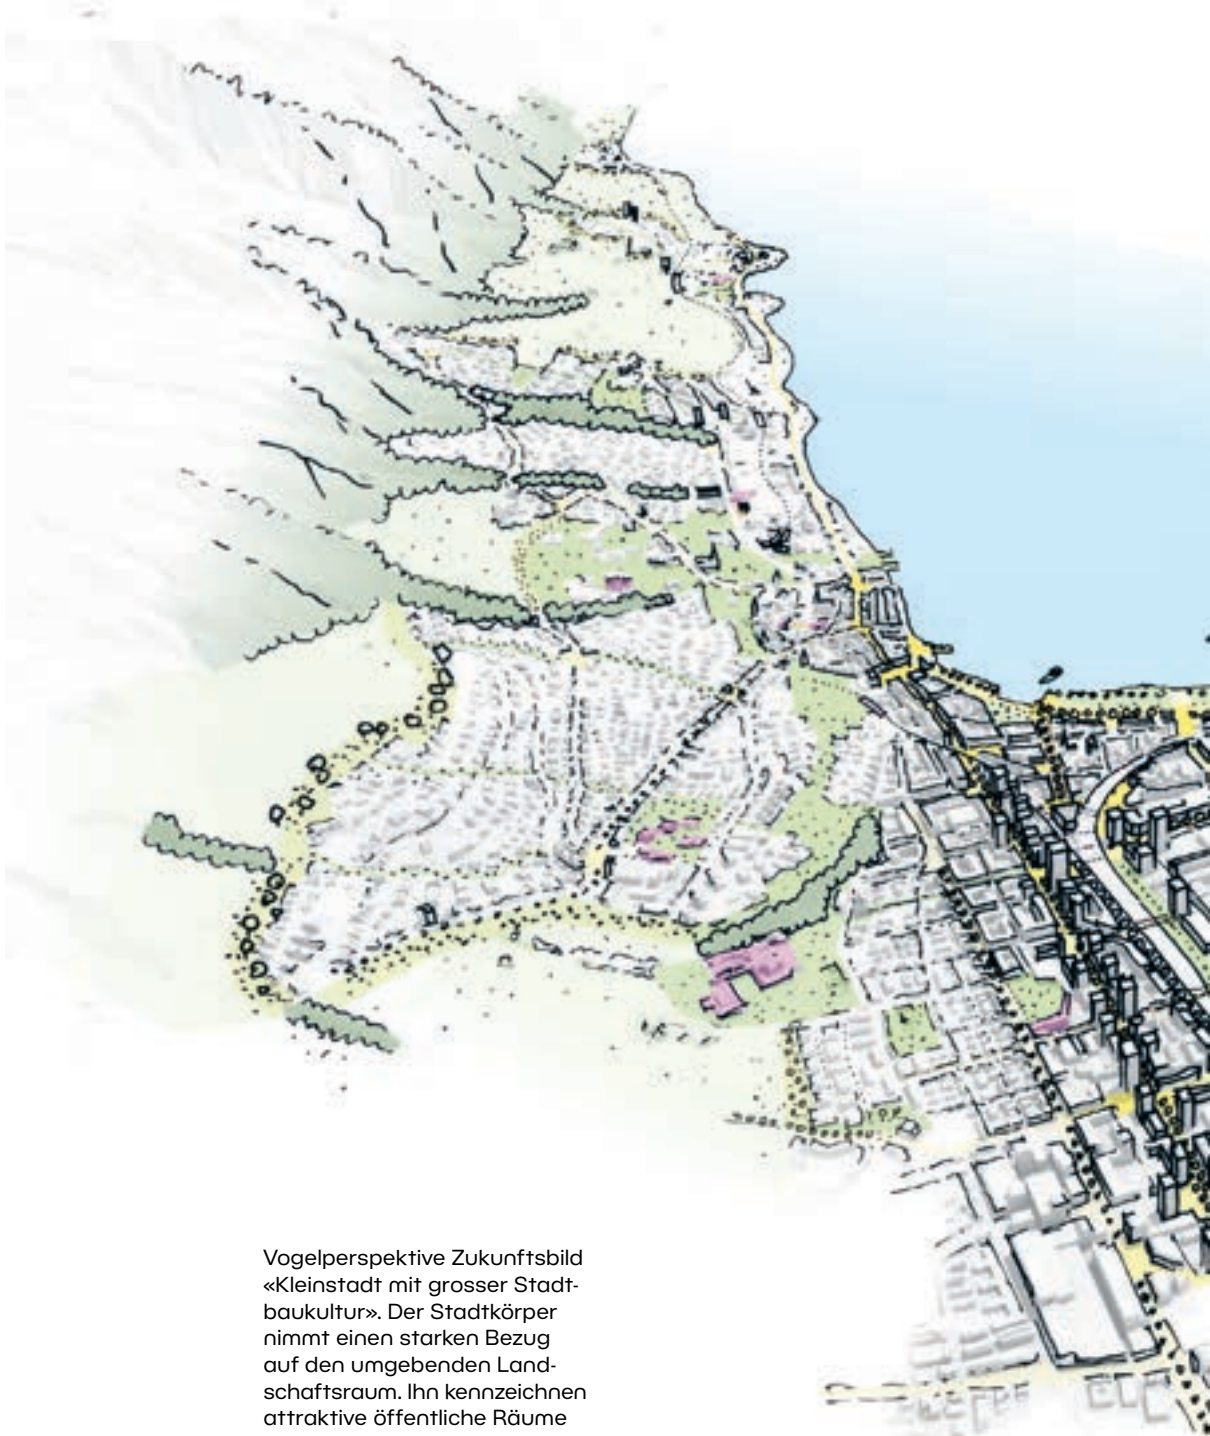 Vogelperspektive Zukunftsbild
«Kleinstadt mit grosser Stadt-
baukultur». Der Stadtkörper
nimmt einen starken Bezug
auf den umgebenden Land-
schaftsraum. Ihn kennzeichnen
attraktive öffentliche Räume